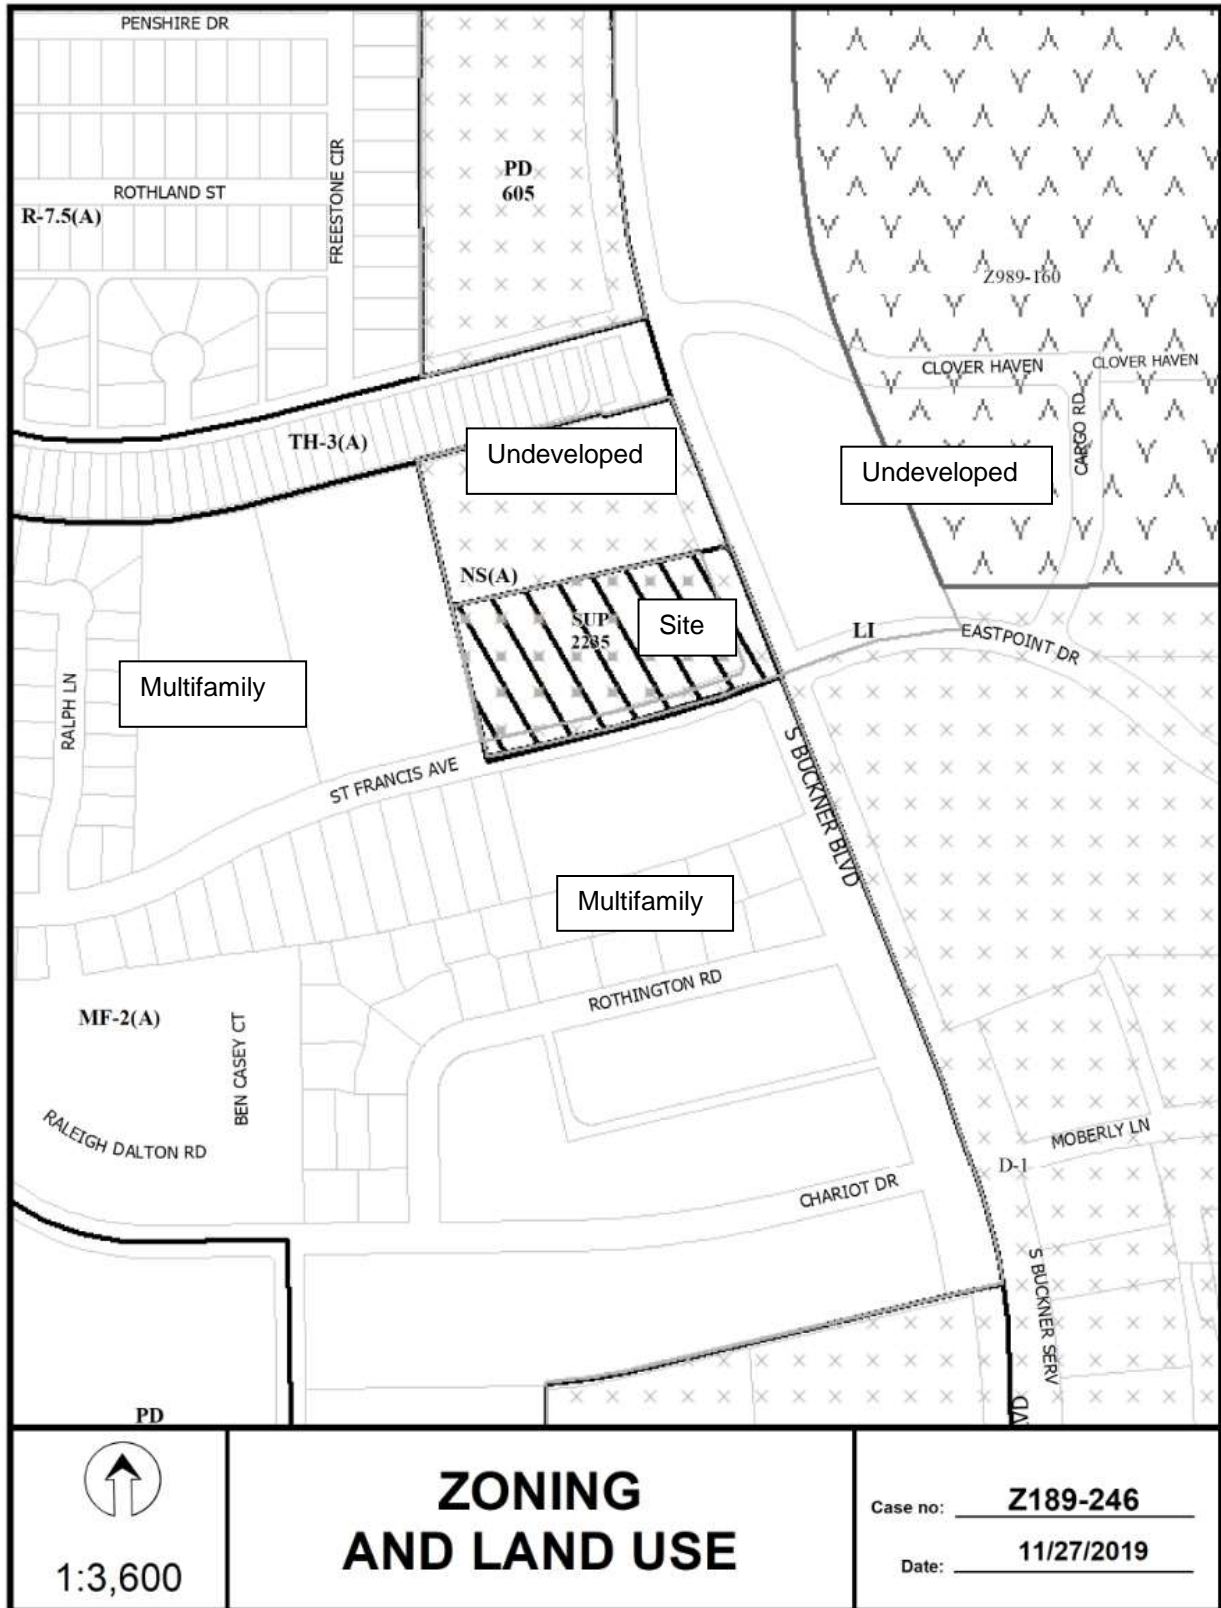 PENSHIRE DR
FREESTONE CIR
PD
605
ROTHLAND ST
R-7.5(A)
Z989-160
CLOVER HAVEN
CLOVER HAVEN
CARGO RD
TH-3(A)
Undeveloped
Undeveloped
NS(A)
SUP
2235
Site
LI
EASTPOINT DR
Multifamily
RALPH LN
ST FRANCIS AVE
S BUCKNER BLVD
Multifamily
ROTHINGTON RD
MF-2(A)
BEN CASEY CT
RALEIGH DALTON RD
MOBERLY LN
D-1
CHARIOT DR
S BUCKNER SERV
PD
VD
1:3,600
ZONING
AND LAND USE
Case no: Z189-246
Date: 11/27/2019